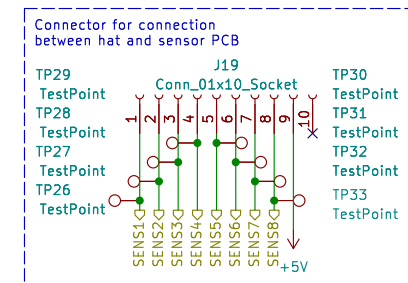 Connector for connection
between hat and sensor PCB
J19
Conn_01x10_Socket
TP29
TestPoint
TP28
TestPoint
TP27
TestPoint
TP26
TestPoint
TP30
TestPoint
TP31
TestPoint
TP32
TestPoint
TP33
TestPoint
1
2
3
4
5
6
7
8
9
10
SENS1
SENS2
SENS3
SENS4
SENS5
SENS6
SENS7
SENS8
+5V